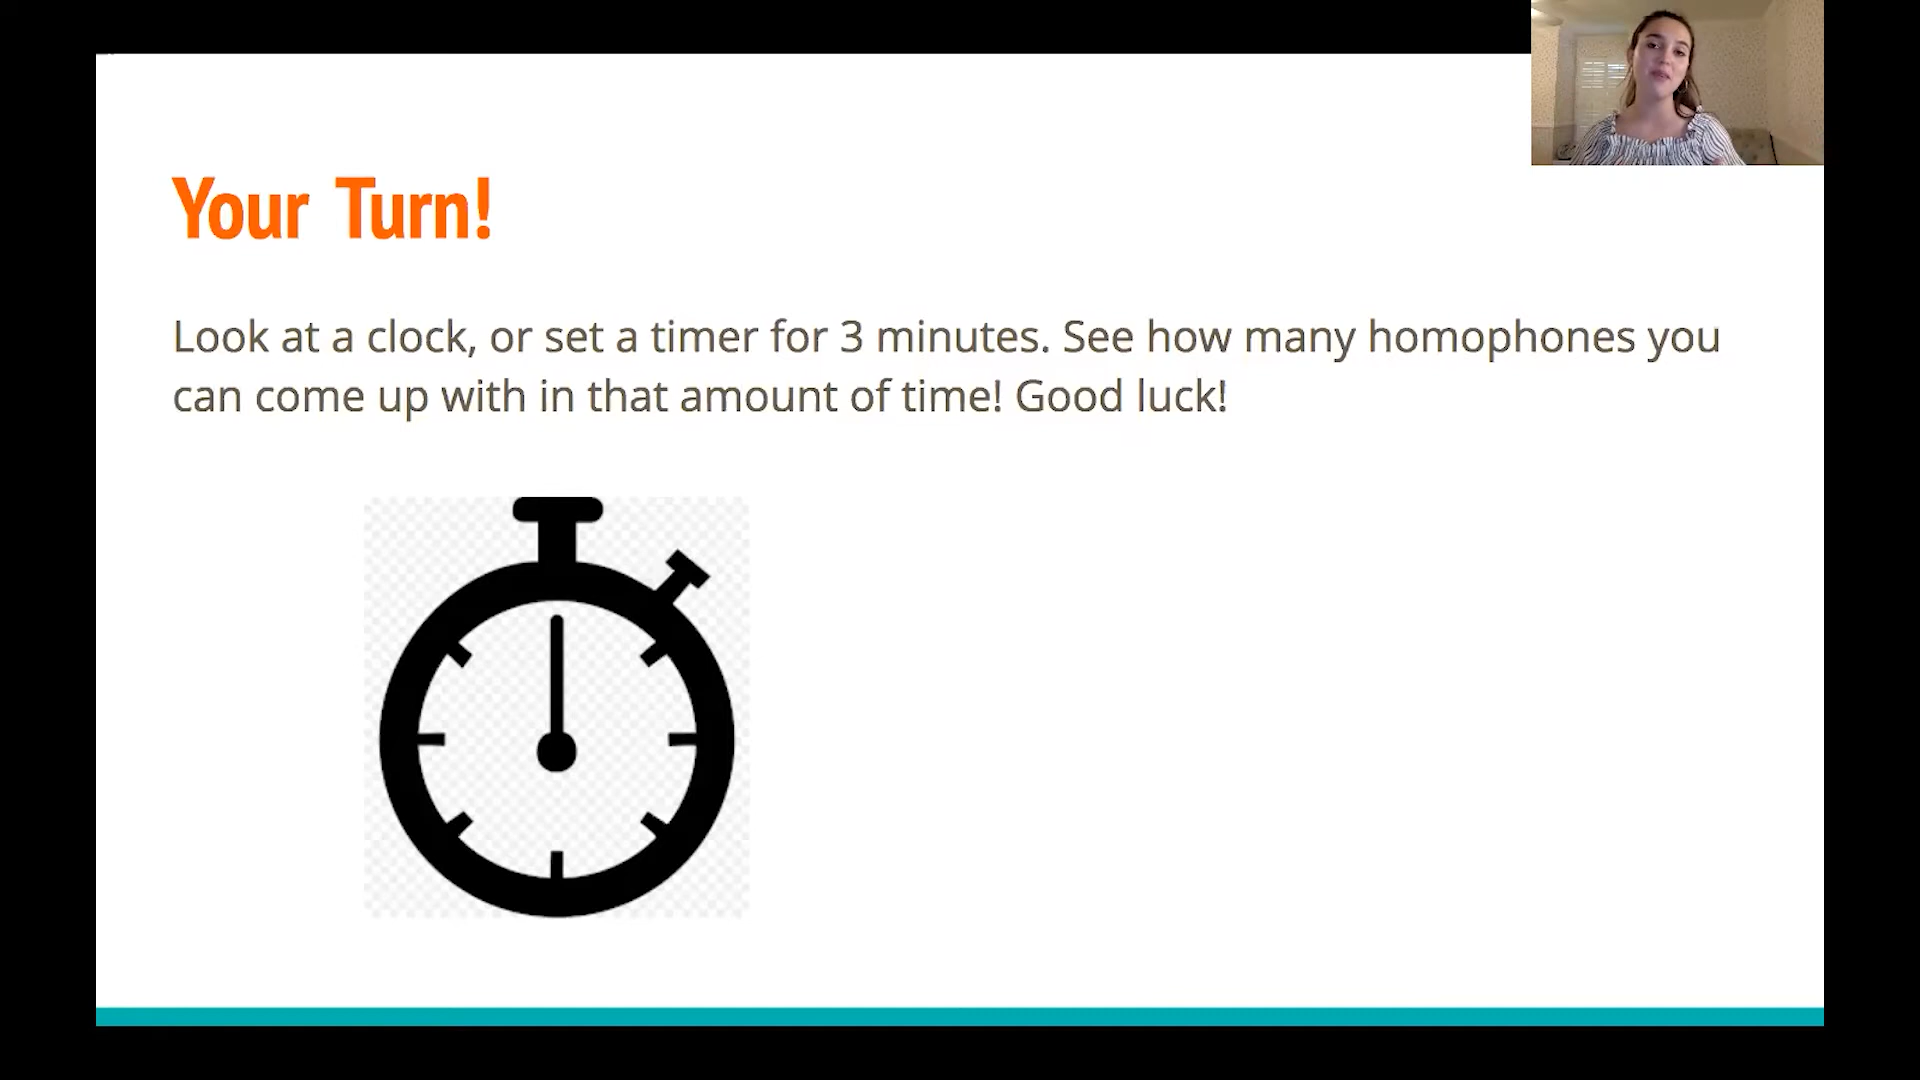 Your Turn!
Look at a clock, or set a timer for 3 minutes. See how many homophones you
can come up with in that amount of time! Good luck!